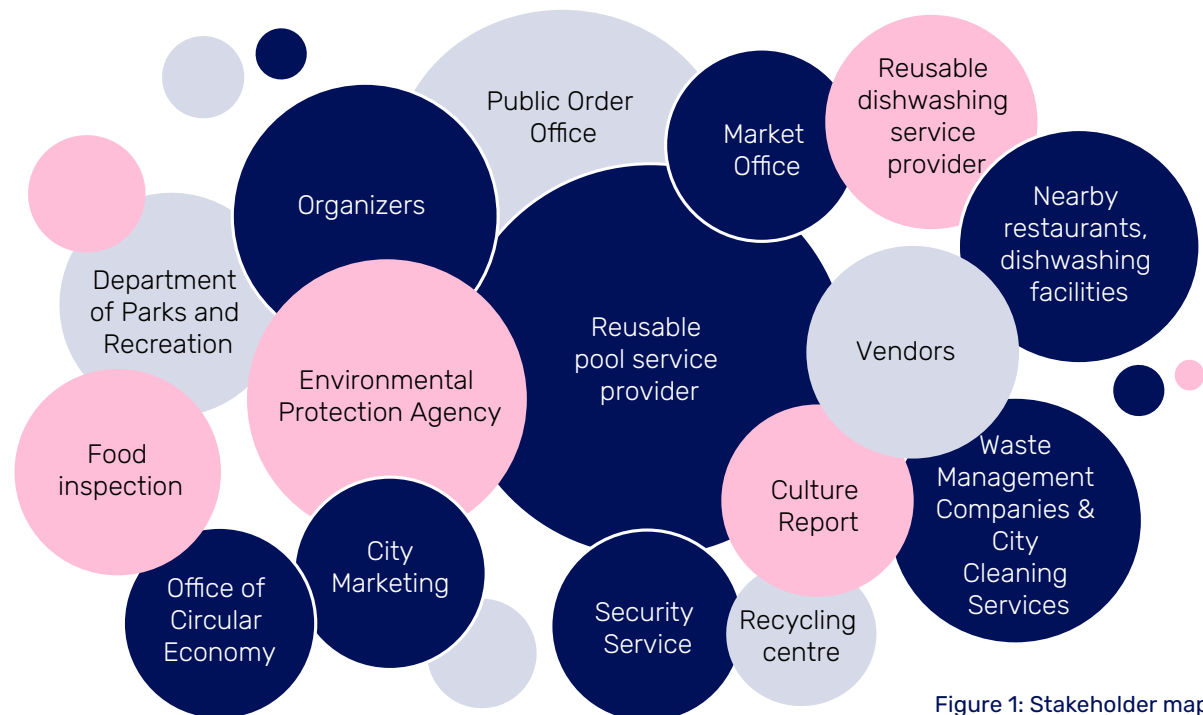 Public Order
Office
Market
Office
Reusable
dishwashing
service
provider
Organizers
Nearby
restaurants,
dishwashing
facilities
Department
of Parks and
Recreation
Reusable
pool service
provider
Vendors
Environmental
Protection Agency
Food
inspection
Culture
Report
Waste
Management
Companies &
City
Cleaning
Services
City
Marketing
Office of
Circular
Economy
Security
Service
Recycling
centre
Figure 1: Stakeholder map